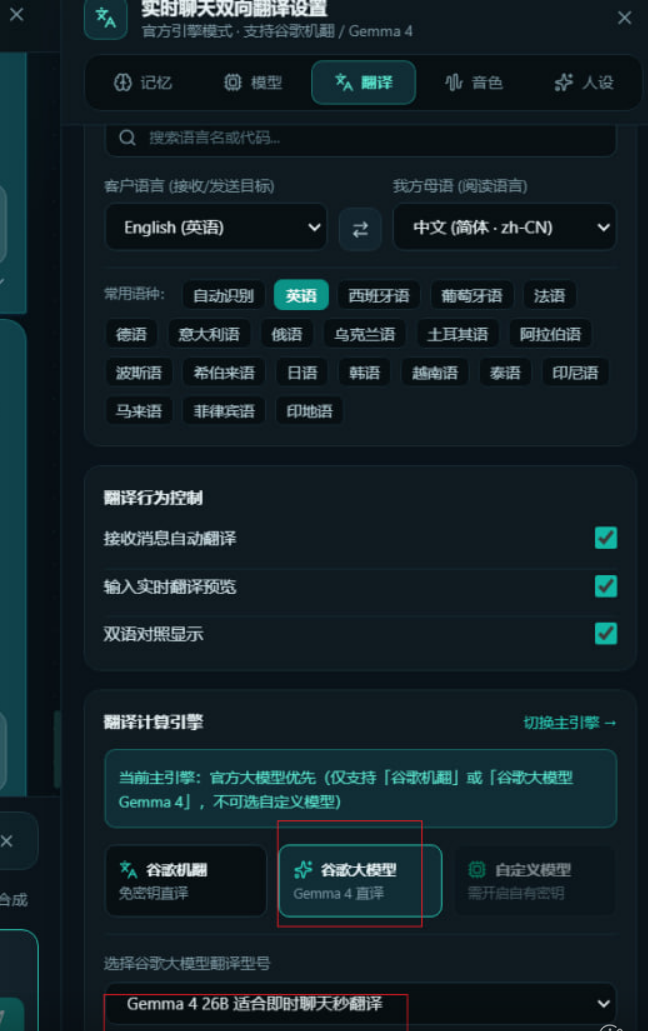 实时聊天双向翻译设置
官方引擎模式 · 支持谷歌机翻 / Gemma 4
记忆 模型 翻译 音色 人设
搜索语言名或代码...
客户语言 (接收/发送目标) 我方母语 (阅读语言)
English (英语) 中文 (简体 · zh-CN)
常用语种: 自动识别 英语 西班牙语 葡萄牙语 法语
德语 意大利语 俄语 乌克兰语 土耳其语 阿拉伯语
波斯语 希伯来语 日语 韩语 越南语 泰语 印尼语
马来语 菲律宾语 印地语
翻译行为控制
接收消息自动翻译
输入实时翻译预览
双语对照显示
翻译计算引擎 切换主引擎 →
当前主引擎：官方大模型优先（仅支持「谷歌机翻」或「谷歌大模型
Gemma 4」，不可选自定义模型）
谷歌机翻 谷歌大模型 自定义模型
免密钥直译 Gemma 4 直译 需开启自有密钥
合成
选择谷歌大模型翻译型号
Gemma 4 26B 适合即时聊天秒翻译